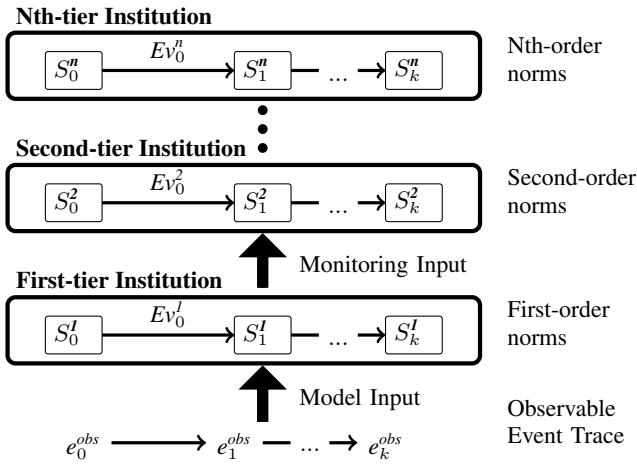 Nth-tier Institution
S_0^n Ev_0^n S_1^n ... S_k^n
Nth-order
norms
Second-tier Institution
S_0^2 Ev_0^2 S_1^2 ... S_k^2
Second-order
norms
Monitoring Input
First-tier Institution
S_0^1 Ev_0^1 S_1^1 ... S_k^1
First-order
norms
Model Input
e_0^obs e_1^obs ... e_k^obs
Observable
Event Trace